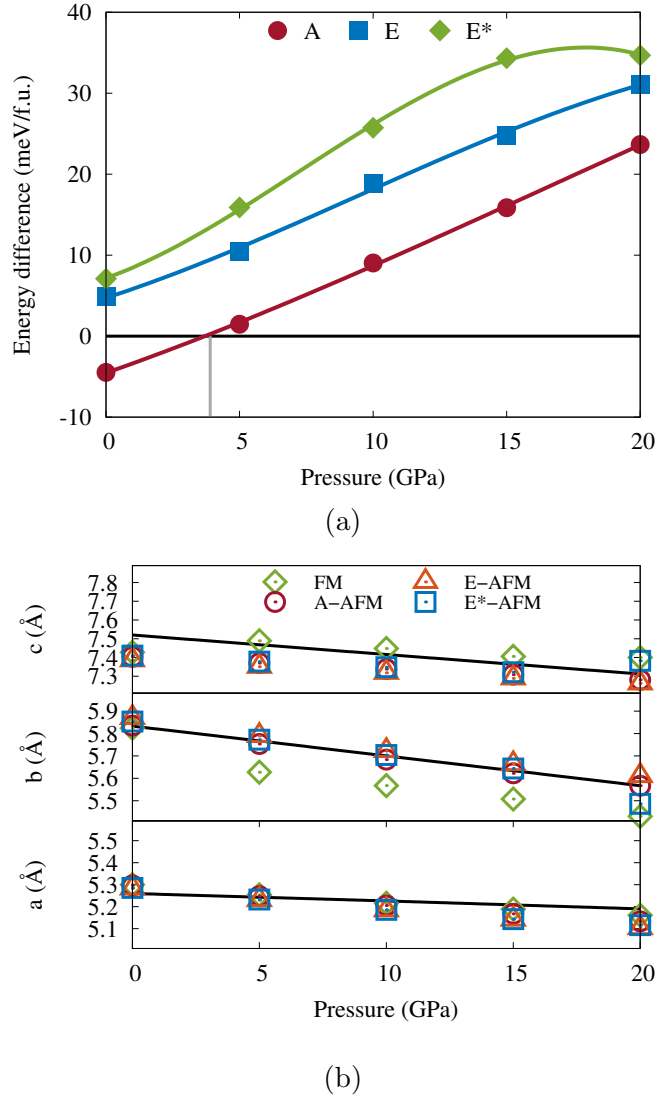 A E E*
Energy difference (meV/f.u.)
40
30
20
10
0
-10
0 5 10 15 20
Pressure (GPa)
(a)
FM E−AFM
A−AFM E*−AFM
c (Å)
7.8
7.7
7.6
7.5
7.4
7.3
b (Å)
5.9
5.8
5.7
5.6
5.5
a (Å)
5.5
5.4
5.3
5.2
5.1
0 5 10 15 20
Pressure (GPa)
(b)